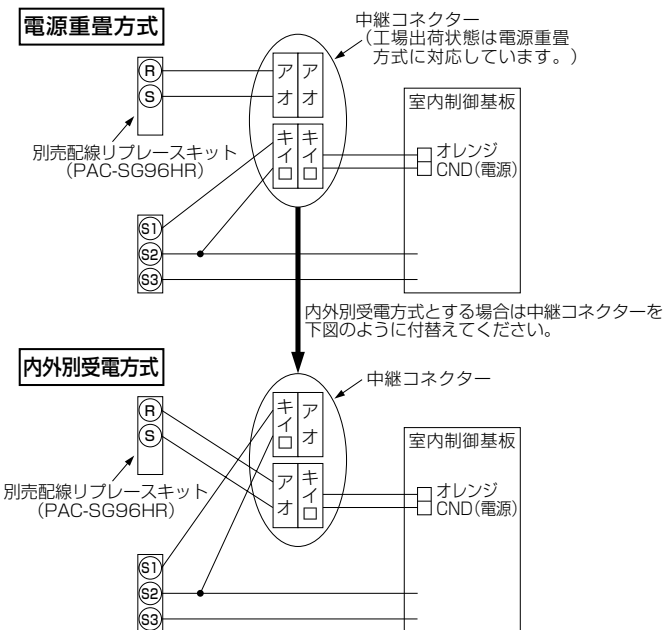 電源重畳方式
中継コネクター
(工場出荷状態は電源重畳
方式に対応しています。)
R
S
アオ
アオ
キイロ
キイロ
別売配線リプレースキット
(PAC-SG96HR)
室内制御基板
オレンジ
CND(電源)
S1
S2
S3
内外別受電方式とする場合は中継コネクターを
下図のように付替えてください。
内外別受電方式
中継コネクター
R
S
キイロ
アオ
アオ
キイロ
別売配線リプレースキット
(PAC-SG96HR)
室内制御基板
オレンジ
CND(電源)
S1
S2
S3